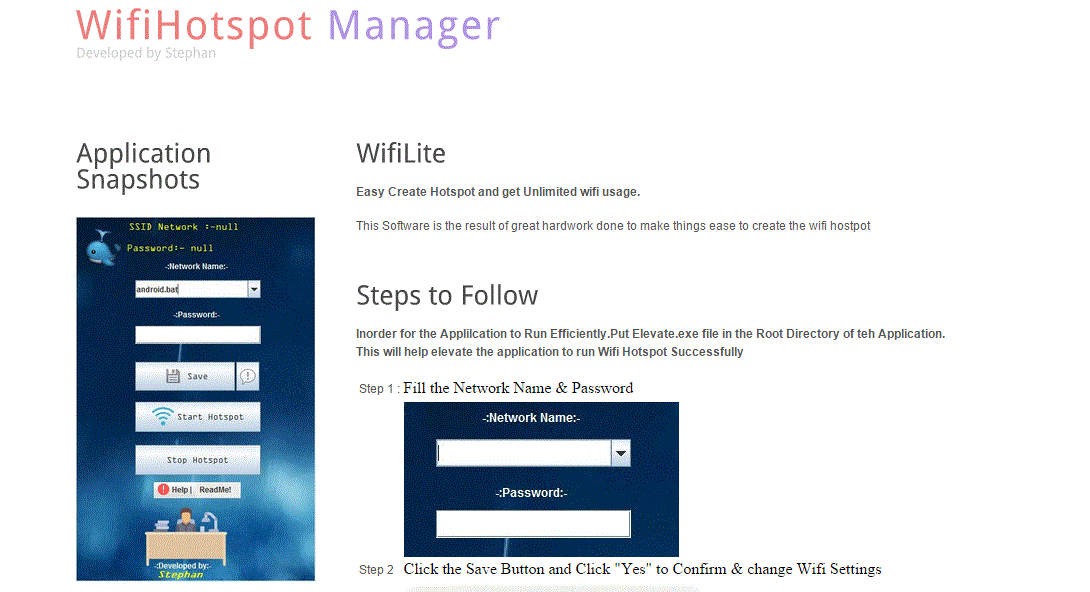 WifiHotspot Manager
Developed by Stephan
Application
Snapshots
SSID Network :-null
Password:- null
-:Network Name:-
android.bat
-:Password:-
Save
Start Hotspot
Stop Hotspot
Help | ReadMe!
-:Developed by:-
Stephan
WifiLite
Easy Create Hotspot and get Unlimited wifi usage.
This Software is the result of great hardwork done to make things ease to create the wifi hostpot
Steps to Follow
Inorder for the Applilcation to Run Efficiently.Put Elevate.exe file in the Root Directory of teh Application.
This will help elevate the application to run Wifi Hotspot Successfully
Step 1 : Fill the Network Name & Password
-:Network Name:-
-:Password:-
Step 2 Click the Save Button and Click "Yes" to Confirm & change Wifi Settings